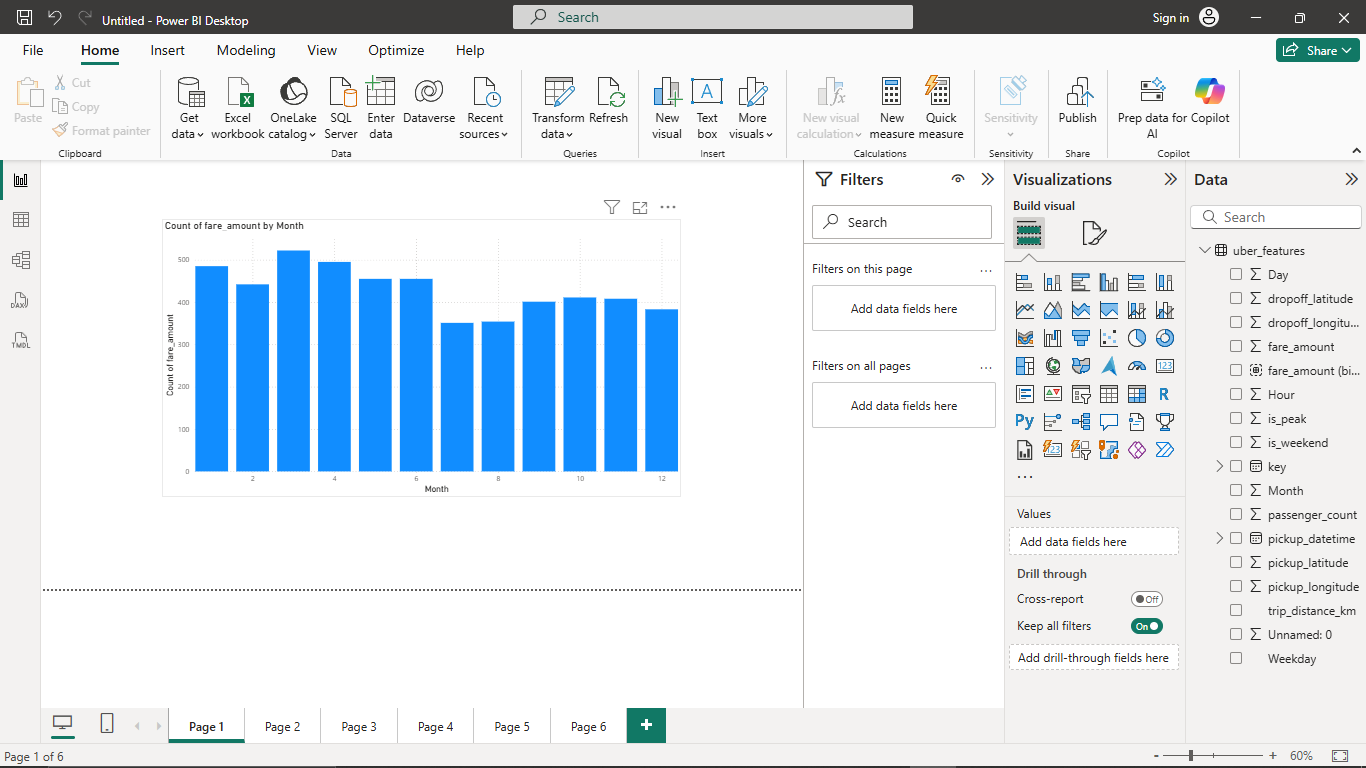 Untitled - Power BI Desktop
Search
Sign in
File
Home
Insert
Modeling
View
Optimize
Help
Share
Paste
Cut
Copy
Format painter
Clipboard
Get data
Excel workbook
OneLake catalog
SQL Server
Enter data
Dataverse
Recent sources
Data
Transform data
Refresh
Queries
New visual
Text box
More visuals
Insert
New visual calculation
New measure
Quick measure
Calculations
Sensitivity
Sensitivity
Publish
Share
Prep data for AI
Copilot
Copilot
DAX
TMDL
Count of fare_amount by Month
Count of fare_amount
500
400
300
200
100
0
2
4
6
8
10
12
Month
Filters
Search
Filters on this page
...
Add data fields here
Filters on all pages
...
Add data fields here
Visualizations
Build visual
123
R
Py
123
...
Values
Add data fields here
Drill through
Cross-report
Off
Keep all filters
On
Add drill-through fields here
Data
Search
uber_features
Day
dropoff_latitude
dropoff_longitu...
fare_amount
fare_amount (bi...
Hour
is_peak
is_weekend
key
Month
passenger_count
pickup_datetime
pickup_latitude
pickup_longitude
trip_distance_km
Unnamed: 0
Weekday
Page 1
Page 2
Page 3
Page 4
Page 5
Page 6
+
Page 1 of 6
-
+
60%